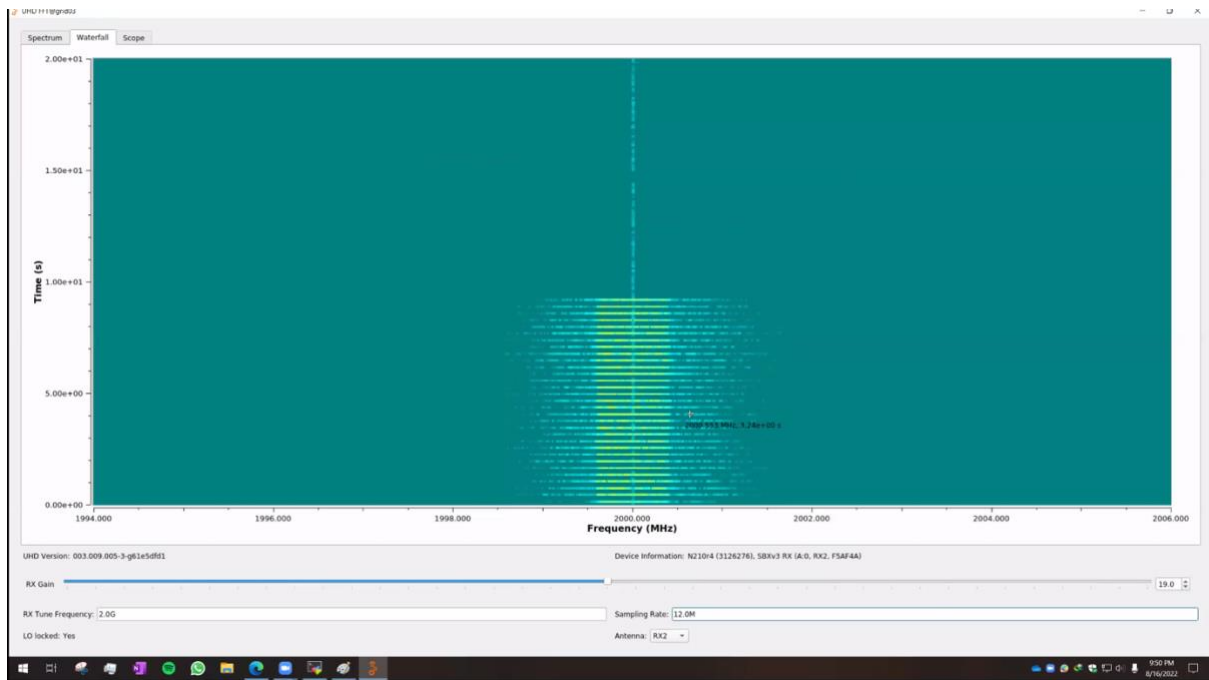 UHD FFT@grid03
Spectrum Waterfall Scope
2.00e+01
1.50e+01
1.00e+01
5.00e+00
0.00e+00
Time (s)
1994.000 1996.000 1998.000 2000.000 2002.000 2004.000 2006.000
Frequency (MHz)
UHD Version: 003.009.005-3-g61e5dfd1 Device Information: N210r4 (3126276), SBXv3 RX (A:0, RX2, F5AF4A)
RX Gain 19.0
RX Tune Frequency: 2.0G Sampling Rate: 12.0M
LO locked: Yes Antenna: RX2
9:50 PM
8/16/2022